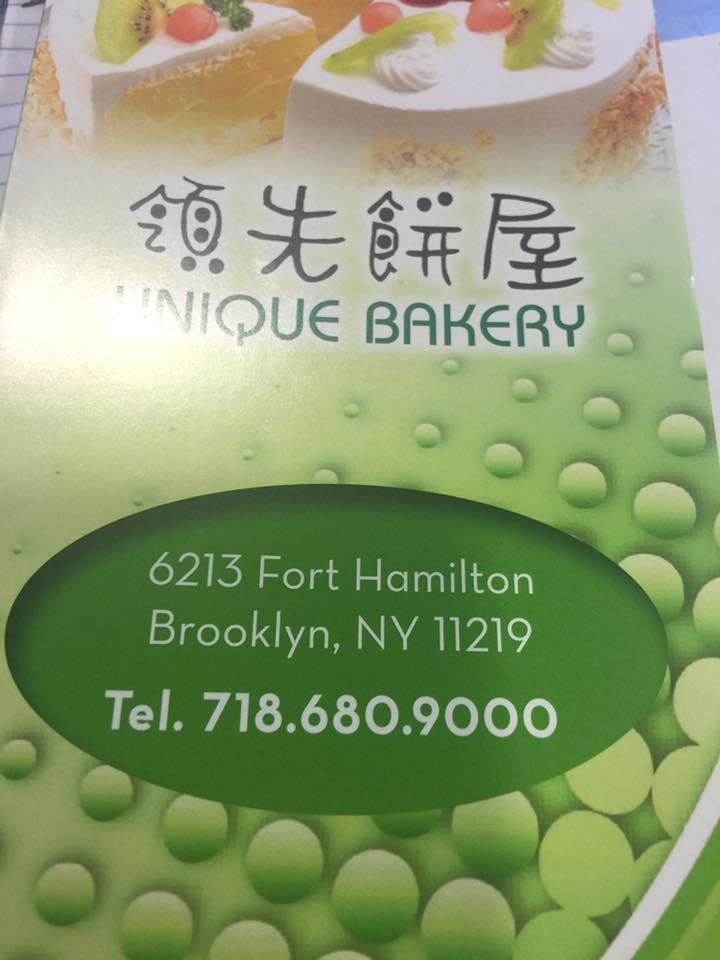 領先餅屋
UNIQUE BAKERY
6213 Fort Hamilton
Brooklyn, NY 11219
Tel. 718.680.9000